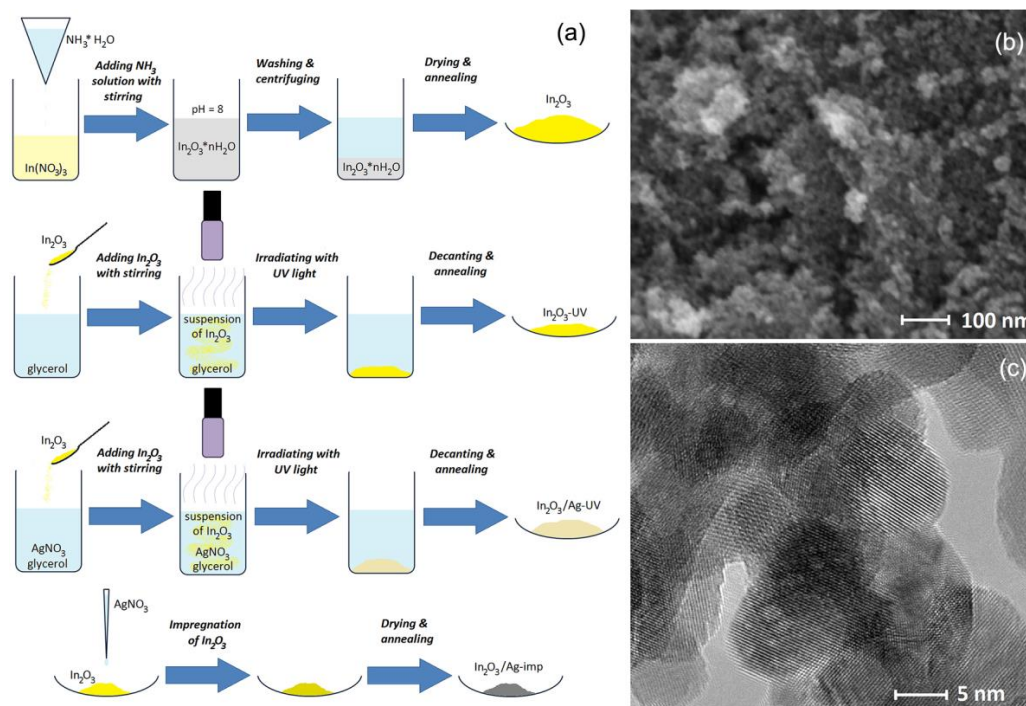 (a)
NH₃* H₂O
Adding NH₃
solution with
stirring
Washing &
centrifuging
Drying &
annealing
In(NO₃)₃
pH = 8
In₂O₃*nH₂O
In₂O₃*nH₂O
In₂O₃
In₂O₃
Adding In₂O₃
with stirring
Irradiating with
UV light
Decanting &
annealing
glycerol
suspension
of In₂O₃
glycerol
In₂O₃-UV
In₂O₃
Adding In₂O₃
with stirring
Irradiating with
UV light
Decanting &
annealing
AgNO₃
glycerol
suspension
of In₂O₃
AgNO₃
glycerol
In₂O₃/Ag-UV
AgNO₃
Impregnation
of In₂O₃
Drying &
annealing
In₂O₃
In₂O₃/Ag-imp
(b)
100 nm
(c)
5 nm